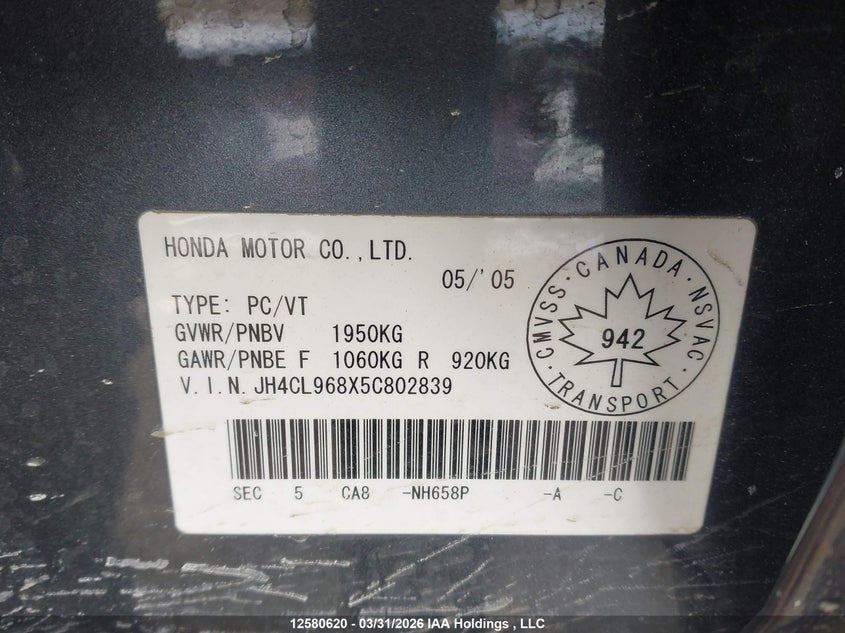 HONDA MOTOR CO.,LTD.
05/'05
TYPE: PC/VT
GVWR/PNBV 1950KG
GAWR/PNBE F 1060KG R 920KG
V.I.N.JH4CL968X5C802839
SEC 5 CA8 -NH658P -A -C
CMVSS·CANADA·NSVAC·
942
TRANSPORT
12580620 - 03/31/2026 IAA Holdings , LLC